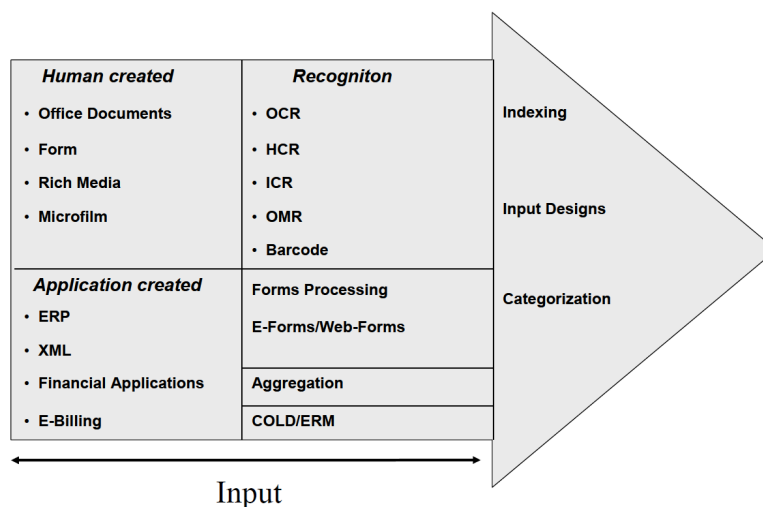 Human created
• Office Documents
• Form
• Rich Media
• Microfilm
Recogniton
• OCR
• HCR
• ICR
• OMR
• Barcode
Application created
• ERP
• XML
• Financial Applications
• E-Billing
Forms Processing
E-Forms/Web-Forms
Aggregation
COLD/ERM
Indexing
Input Designs
Categorization
Input